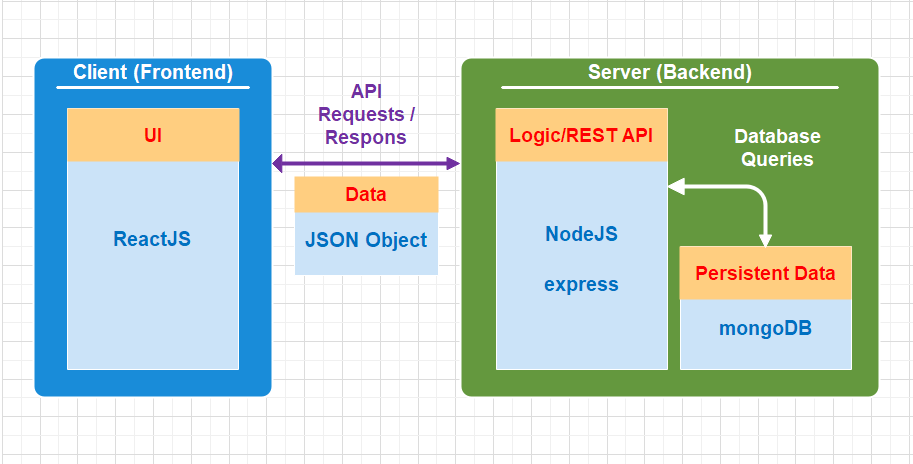 Client (Frontend)
UI
ReactJS
API
Requests /
Respons
Data
JSON Object
Server (Backend)
Logic/REST API
NodeJS
express
Database
Queries
Persistent Data
mongoDB